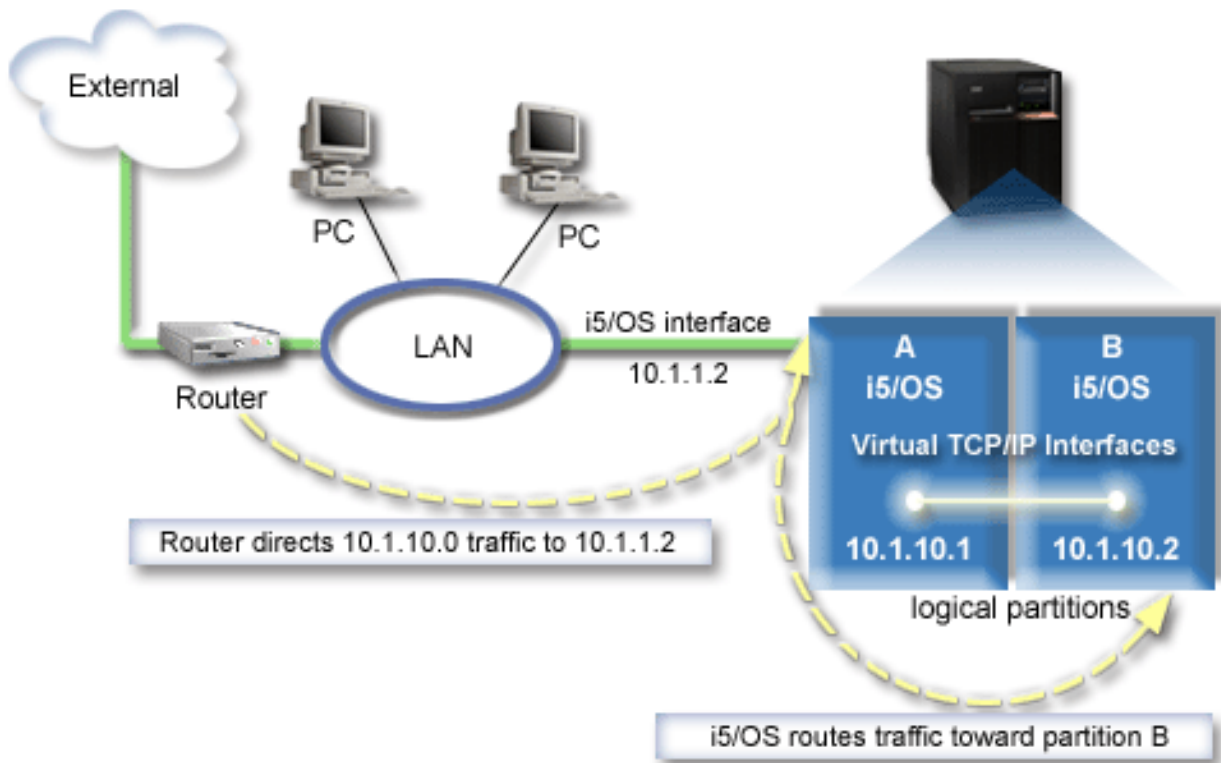 External
PC
PC
Router
LAN
i5/OS interface
10.1.1.2
A
i5/OS
B
i5/OS
Virtual TCP/IP Interfaces
10.1.10.1
10.1.10.2
logical partitions
Router directs 10.1.10.0 traffic to 10.1.1.2
i5/OS routes traffic toward partition B